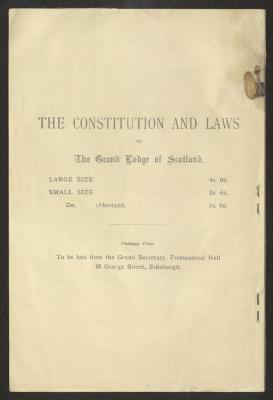 THE CONSTITUTION AND LAWS
OF
The Grand Lodge of Scotland.
LARGE SIZE . . . . 4s. 0d.
SMALL SIZE . . . . 2s. 6d.
Do. (Abridged) . . . 1s. 6d.
Postage Free.
To be had from the Grand Secretary, Freemasons' Hall
96 George Street, Edinburgh.